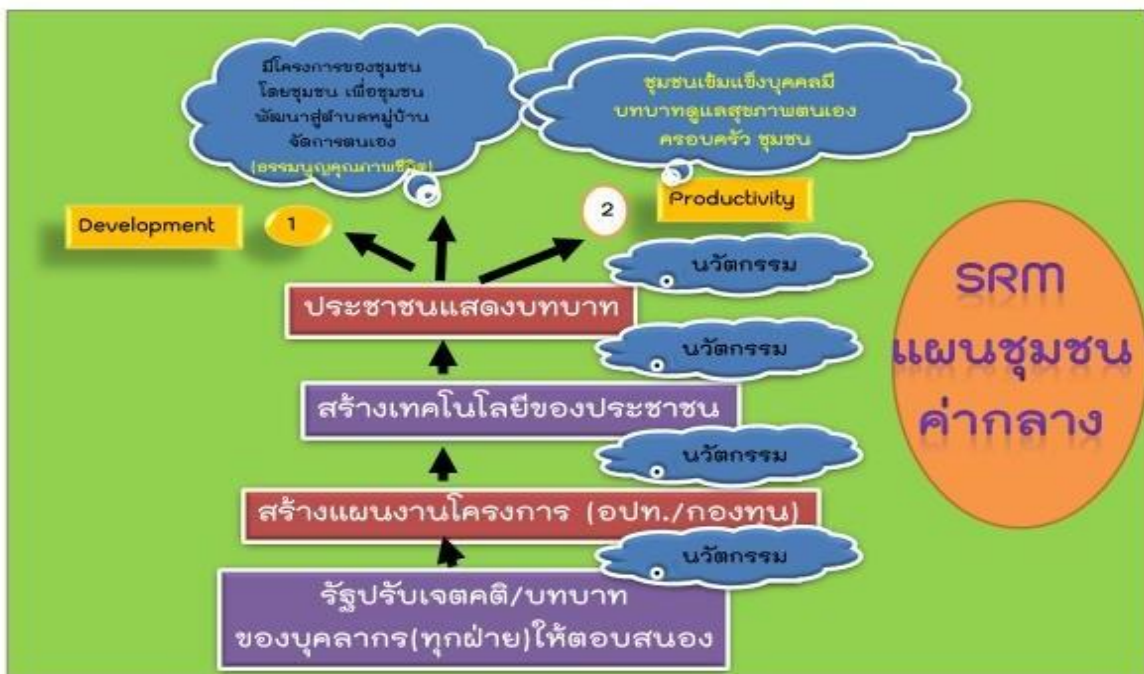 มีโครงการของชุมชน
โดยชุมชน เพื่อชุมชน
พัฒนาสู่ตำบลหมู่บ้าน
จัดการตนเอง
(ธรรมนูญคุณภาพชีวิต)
ชุมชนเข้มแข็งบุคคลมี
บทบาทดูแลสุขภาพตนเอง
ครอบครัว ชุมชน
Development
1
2
Productivity
นวัตกรรม
ประชาชนแสดงบทบาท
นวัตกรรม
สร้างเทคโนโลยีของประชาชน
นวัตกรรม
สร้างแผนงานโครงการ (อปท./กองทุน)
นวัตกรรม
รัฐปรับเจตคติ/บทบาท
ของบุคลากร(ทุกฝ่าย)ให้ตอบสนอง
SRM
แผนชุมชน
ค่ากลาง